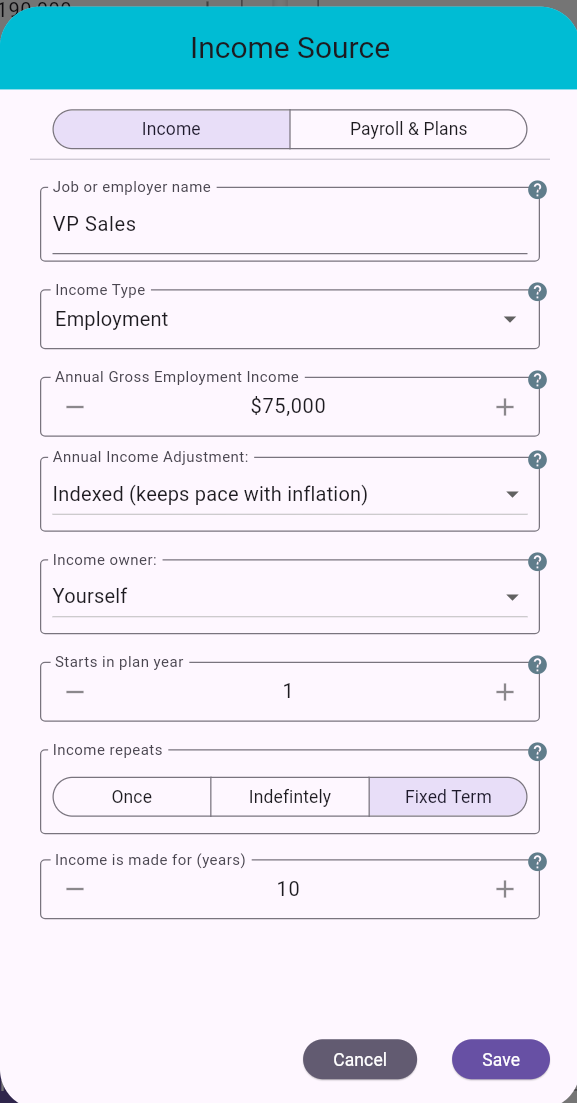 Income Source
Income
Payroll & Plans
Job or employer name
?
VP Sales
Income Type
?
Employment
Annual Gross Employment Income
?
$75,000
Annual Income Adjustment:
?
Indexed (keeps pace with inflation)
Income owner:
?
Yourself
Starts in plan year
?
1
Income repeats
?
Once
Indefintely
Fixed Term
Income is made for (years)
?
10
Cancel
Save